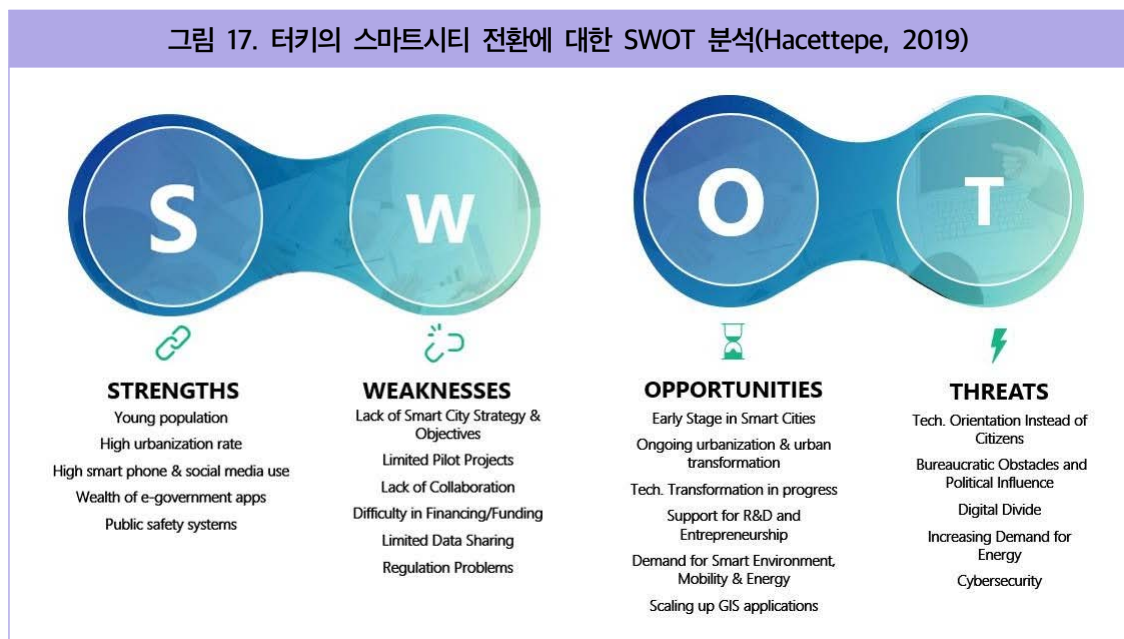 그림 17. 터키의 스마트시티 전환에 대한 SWOT 분석(Hacettepe, 2019)
S
W
O
T
STRENGTHS
Young population
High urbanization rate
High smart phone & social media use
Wealth of e-government apps
Public safety systems
WEAKNESSES
Lack of Smart City Strategy &
Objectives
Limited Pilot Projects
Lack of Collaboration
Difficulty in Financing/Funding
Limited Data Sharing
Regulation Problems
OPPORTUNITIES
Early Stage in Smart Cities
Ongoing urbanization & urban
transformation
Tech. Transformation in progress
Support for R&D and
Entrepreneurship
Demand for Smart Environment,
Mobility & Energy
Scaling up GIS applications
THREATS
Tech. Orientation Instead of
Citizens
Bureaucratic Obstacles and
Political Influence
Digital Divide
Increasing Demand for
Energy
Cybersecurity